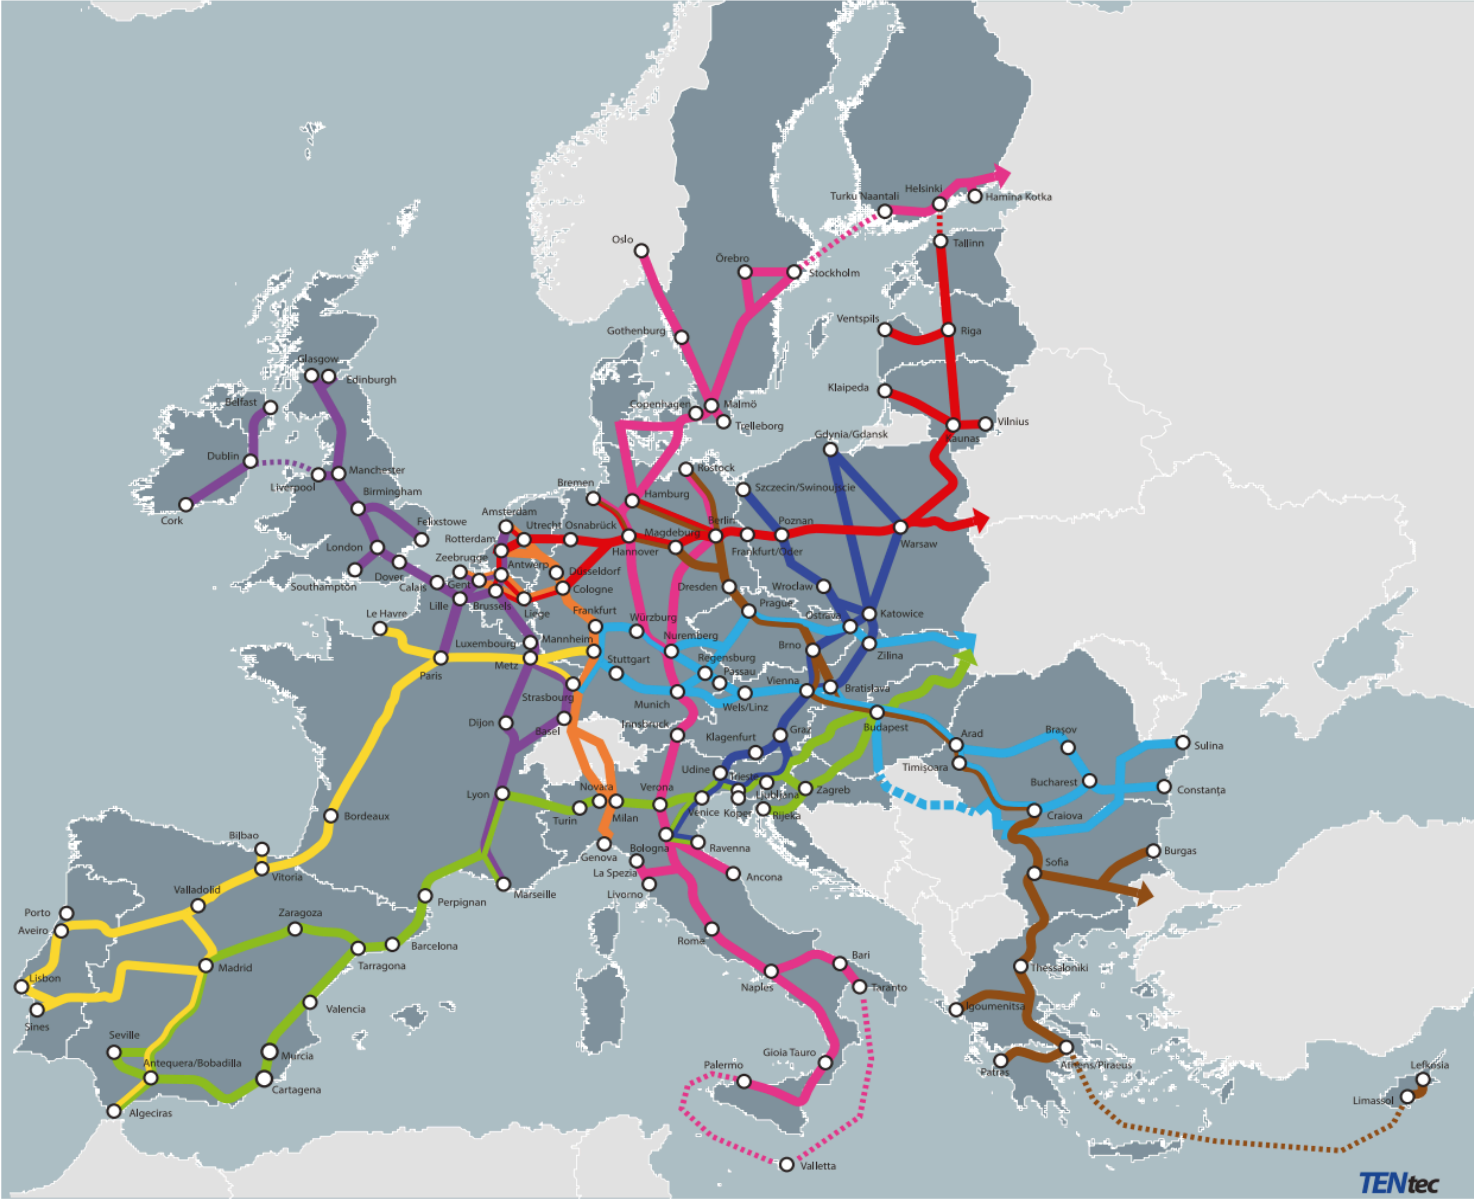 Helsinki
Turku Naantali
Hamina Kotka
Oslo
Tallinn
Örebro
Stockholm
Ventspils
Riga
Gothenburg
Glasgow
Edinburgh
Klaipeda
Belfast
Copenhagen
Malmö
Trelleborg
Vilnius
Kaunas
Gdynia/Gdansk
Dublin
Manchester
Liverpool
Rostock
Birmingham
Bremen
Hamburg
Szczecin/Swinoujscie
Cork
Amsterdam
Felixstowe
Utrecht
Osnabrück
Magdeburg
Berlin
Poznan
Rotterdam
Warsaw
London
Hannover
Frankfurt/Oder
Zeebrugge
Antwerp
Dover
Düsseldorf
Southampton
Calais
Gent
Cologne
Dresden
Wroclaw
Lille
Brussels
Liege
Prague
Le Havre
Frankfurt
Würzburg
Ostrava
Katowice
Luxembourg
Mannheim
Nuremberg
Brno
Zilina
Metz
Stuttgart
Regensburg
Paris
Passau
Vienna
Bratislava
Strasbourg
Munich
Wels/Linz
Dijon
Basel
Innsbruck
Klagenfurt
Graz
Budapest
Arad
Braşov
Sulina
Timişoara
Udine
Trieste
Bucharest
Lyon
Novara
Verona
Ljubljana
Zagreb
Constanţa
Turin
Milan
Venice
Koper
Rijeka
Bordeaux
Craiova
Bilbao
Genova
Bologna
Ravenna
Burgas
Vitoria
La Spezia
Ancona
Sofia
Valladolid
Marseille
Livorno
Perpignan
Porto
Zaragoza
Aveiro
Rome
Barcelona
Madrid
Tarragona
Bari
Thessaloniki
Lisbon
Naples
Taranto
Valencia
Igoumenitsa
Sines
Seville
Murcia
Gioia Tauro
Antequera/Bobadilla
Palermo
Patras
Athens/Piraeus
Lefkosia
Cartagena
Limassol
Algeciras
Valletta
TENtec